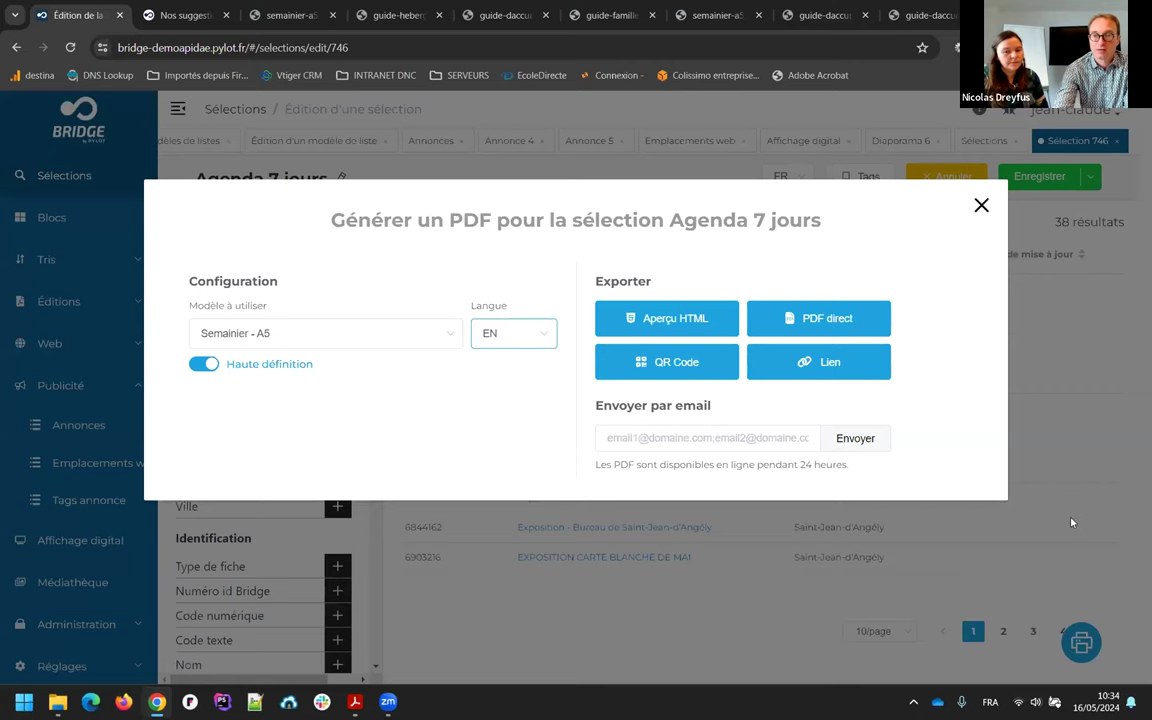 Édition de la
Nos suggesti
semainier-a5
guide-heberg
guide-daccu
guide-famille
semainier-a5
guide-daccu
guide-daccu
bridge-demoapidae.pylot.fr/#/selections/edit/746
destina
DNS Lookup
Importés depuis Fir...
Vtiger CRM
INTRANET DNC
SERVEURS
EcoleDirecte
Connexion -
Colissimo entreprise...
Adobe Acrobat
Nicolas Dreyfus
BRIDGE
by PYLOT
Sélections / Édition d'une sélection
jean-claude
dèles de listes
Édition d'un modèle de liste
Annonces
Annonce 4
Annonce 5
Emplacements web
Affichage digital
Diaporama 6
Sélections
Sélection 746
Sélections
Blocs
Tris
Éditions
Web
Publicité
Annonces
Emplacements w
Tags annonce
Affichage digital
Médiathèque
Administration
Réglages
Agenda 7 jours
FR
Tags
Annuler
Enregistrer
38 résultats
de mise à jour
Générer un PDF pour la sélection Agenda 7 jours
Configuration
Modèle à utiliser
Langue
Semainier - A5
EN
Haute définition
Exporter
Aperçu HTML
PDF direct
QR Code
Lien
Envoyer par email
email1@domaine.com;email2@domaine.cc
Envoyer
Les PDF sont disponibles en ligne pendant 24 heures.
Ville
Identification
Type de fiche
Numéro id Bridge
Code numérique
Code texte
Nom
6844162
Exposition - Bureau de Saint-Jean-d'Angély
Saint-Jean-d'Angély
6903216
EXPOSITION CARTE BLANCHE DE MAI
Saint-Jean-d'Angély
10/page
1
2
3
FRA
10:34
16/05/2024